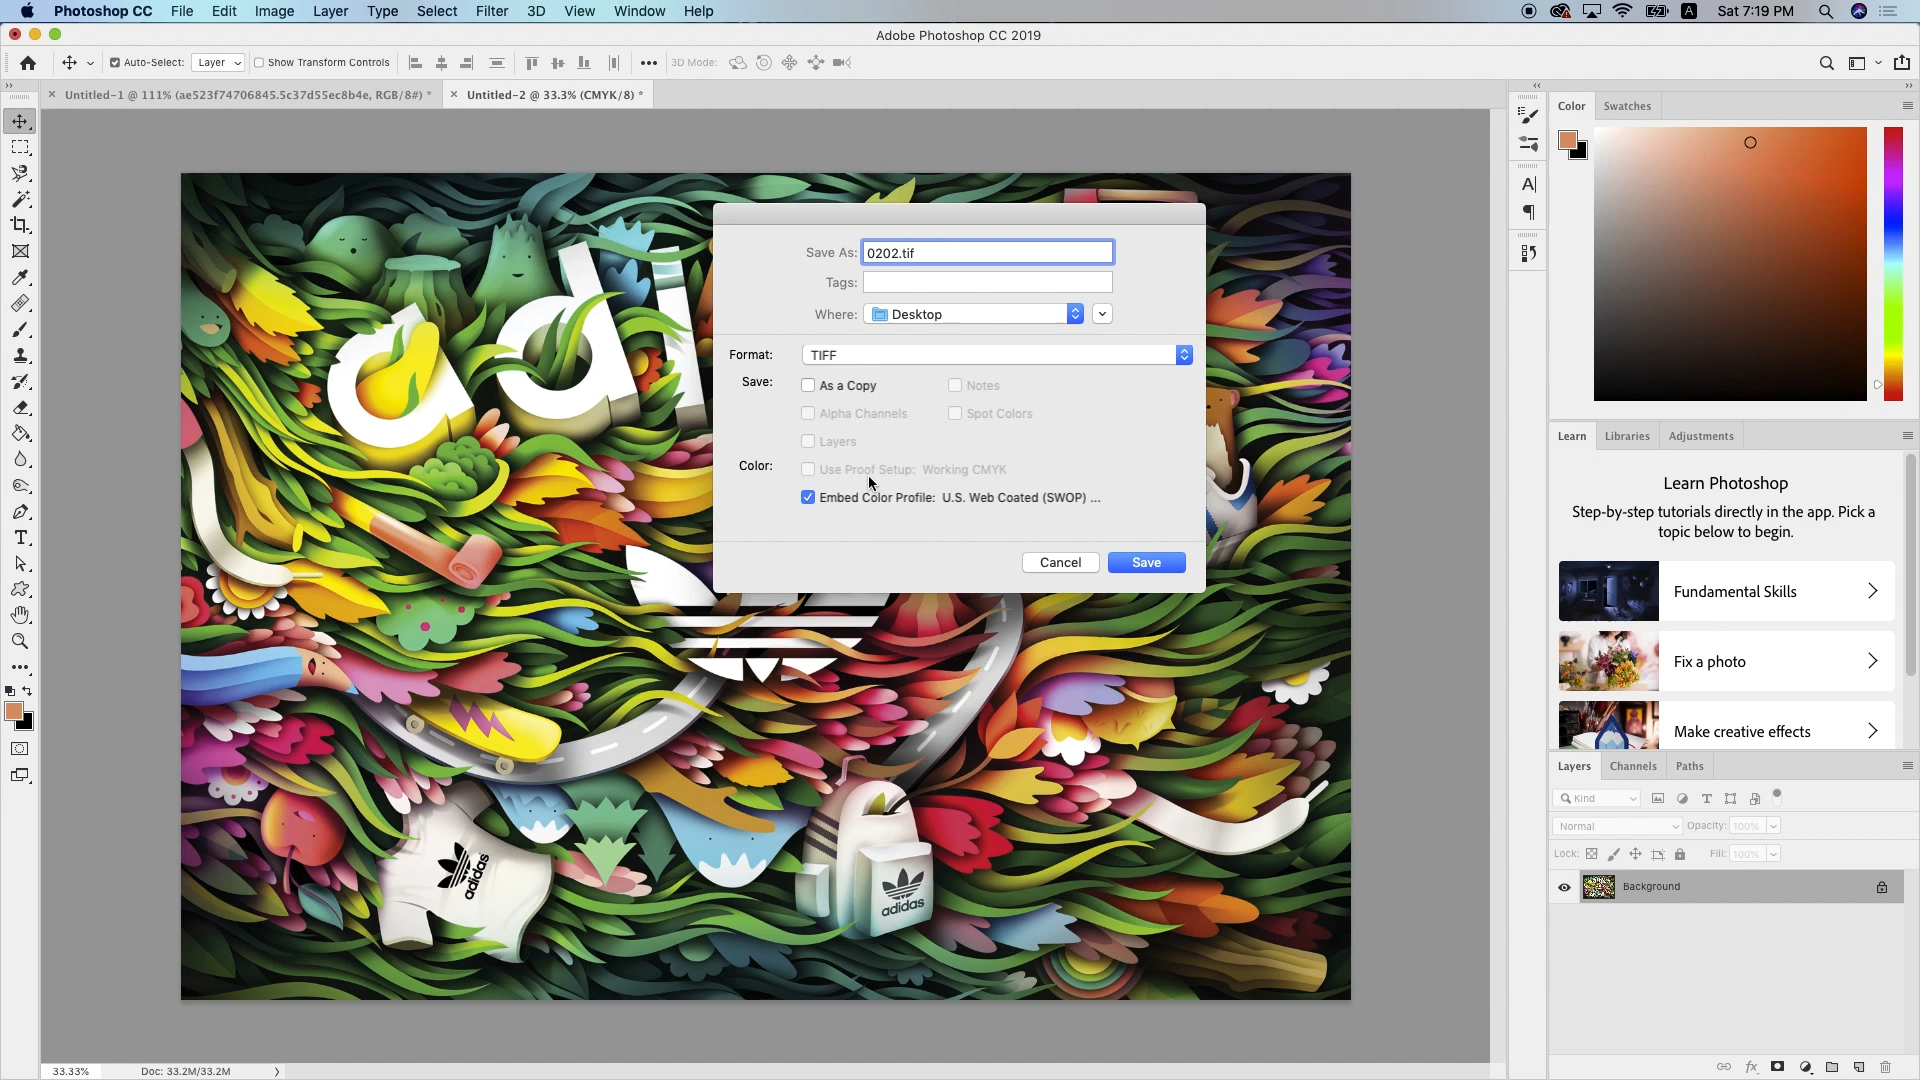 Photoshop CC File Edit Image Layer Type Select Filter 3D View Window Help
A Sat 7:19 PM
Adobe Photoshop CC 2019
Auto-Select: Layer Show Transform Controls 3D Mode:
Untitled-1 @ 111% (ae523f74706845.5c37d55ec8b4e, RGB/8#) *
Untitled-2 @ 33.3% (CMYK/8) *
Color Swatches
Save As: 0202.tif
Tags:
Where: Desktop
Format: TIFF
Save: As a Copy Notes
Alpha Channels Spot Colors
Layers
Color: Use Proof Setup: Working CMYK
Embed Color Profile: U.S. Web Coated (SWOP) ...
Cancel Save
adi
adidas
adidas
Learn Libraries Adjustments
Learn Photoshop
Step-by-step tutorials directly in the app. Pick a
topic below to begin.
Fundamental Skills
Fix a photo
Make creative effects
Layers Channels Paths
Kind
Normal Opacity: 100%
Lock: Fill: 100%
Background
33.33% Doc: 33.2M/33.2M